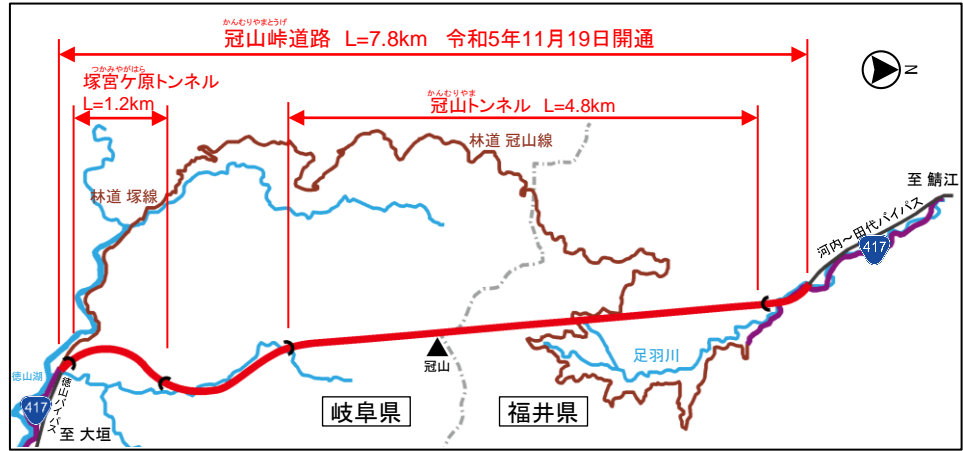 かんむりやまとうげ
冠山峠道路 L=7.8km 令和5年11月19日開通
つかみやがはら
塚宮ケ原トンネル
L=1.2km
かんむりやま
冠山トンネル L=4.8km
N
林道 冠山線
林道 塚線
至 鯖江
河内～田代バイパス
417
足羽川
冠山
徳山湖
徳山バイパス
417
至 大垣
岐阜県
福井県